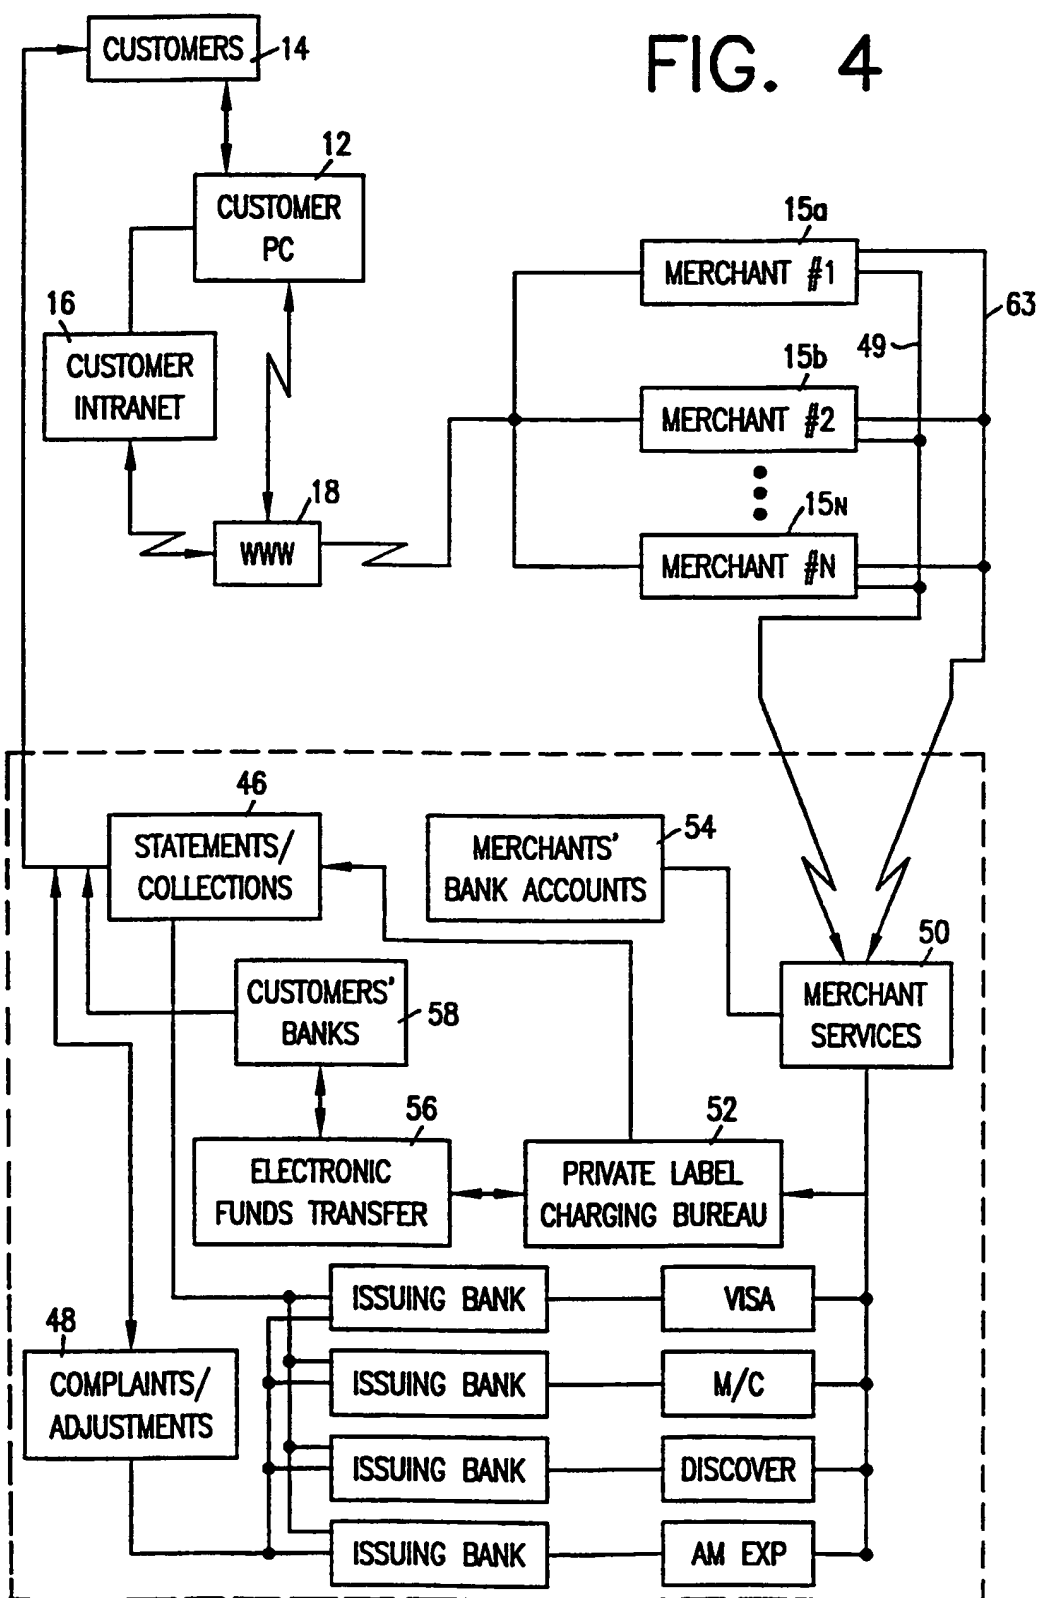 FIG. 4
CUSTOMERS
14
12
CUSTOMER
PC
16
CUSTOMER
INTRANET
18
WWW
15a
MERCHANT #1
63
49
15b
MERCHANT #2
15N
MERCHANT #N
46
STATEMENTS/
COLLECTIONS
MERCHANTS'
BANK ACCOUNTS
54
50
MERCHANT
SERVICES
CUSTOMERS'
BANKS
58
56
ELECTRONIC
FUNDS TRANSFER
52
PRIVATE LABEL
CHARGING BUREAU
ISSUING BANK
VISA
48
COMPLAINTS/
ADJUSTMENTS
ISSUING BANK
M/C
ISSUING BANK
DISCOVER
ISSUING BANK
AM EXP